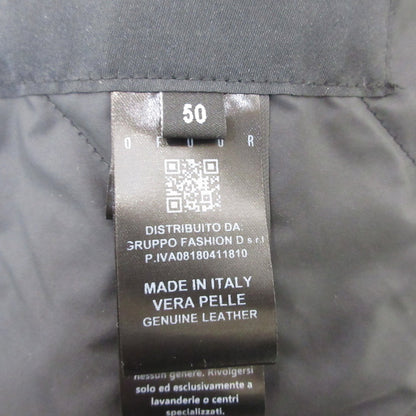 50
O F O U R
DISTRIBUITO DA:
GRUPPO FASHION D s r l
P.IVA08180411810
MADE IN ITALY
VERA PELLE
GENUINE LEATHER
nessun genere. Rivolgersi
solo ed esclusivamente a
lavanderie o centri
specializzati.